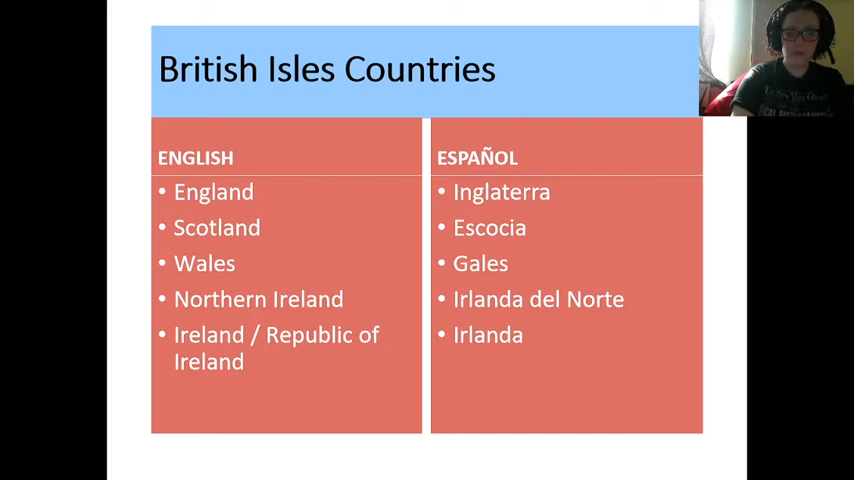 British Isles Countries
ENGLISH
• England
• Scotland
• Wales
• Northern Ireland
• Ireland / Republic of
Ireland
ESPAÑOL
• Inglaterra
• Escocia
• Gales
• Irlanda del Norte
• Irlanda